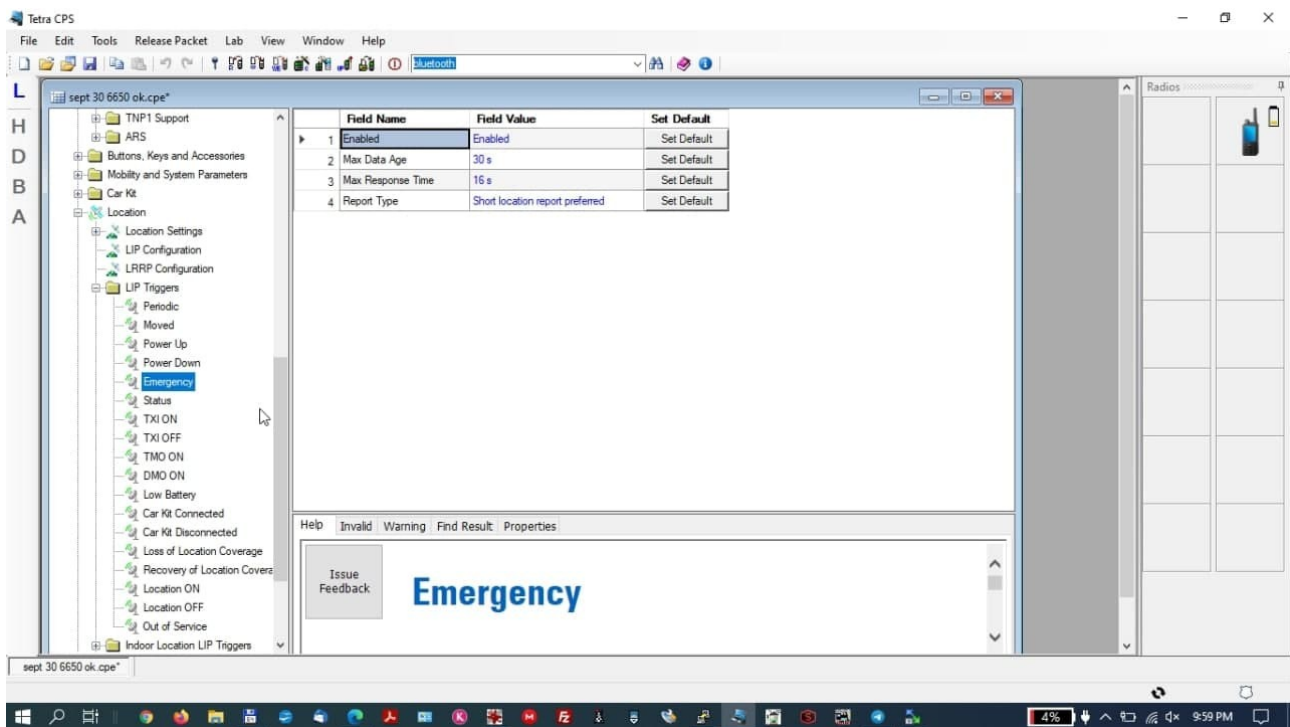 Tetra CPS
File Edit Tools Release Packet Lab View Window Help
bluetooth
L
H
D
B
A
sept 30 6650 ok.cpe*
TNP1 Support
ARS
Buttons, Keys and Accessories
Mobility and System Parameters
Car Kit
Location
Location Settings
LIP Configuration
LRRP Configuration
LIP Triggers
Periodic
Moved
Power Up
Power Down
Emergency
Status
TXI ON
TXI OFF
TMO ON
DMO ON
Low Battery
Car Kit Connected
Car Kit Disconnected
Loss of Location Coverage
Recovery of Location Covera
Location ON
Location OFF
Out of Service
Indoor Location LIP Triggers
Field Name Field Value Set Default
1 Enabled Enabled Set Default
2 Max Data Age 30 s Set Default
3 Max Response Time 16 s Set Default
4 Report Type Short location report preferred Set Default
Help Invalid Warning Find Result Properties
Issue
Feedback
Emergency
Radios
sept 30 6650 ok.cpe*
4% 9:59 PM